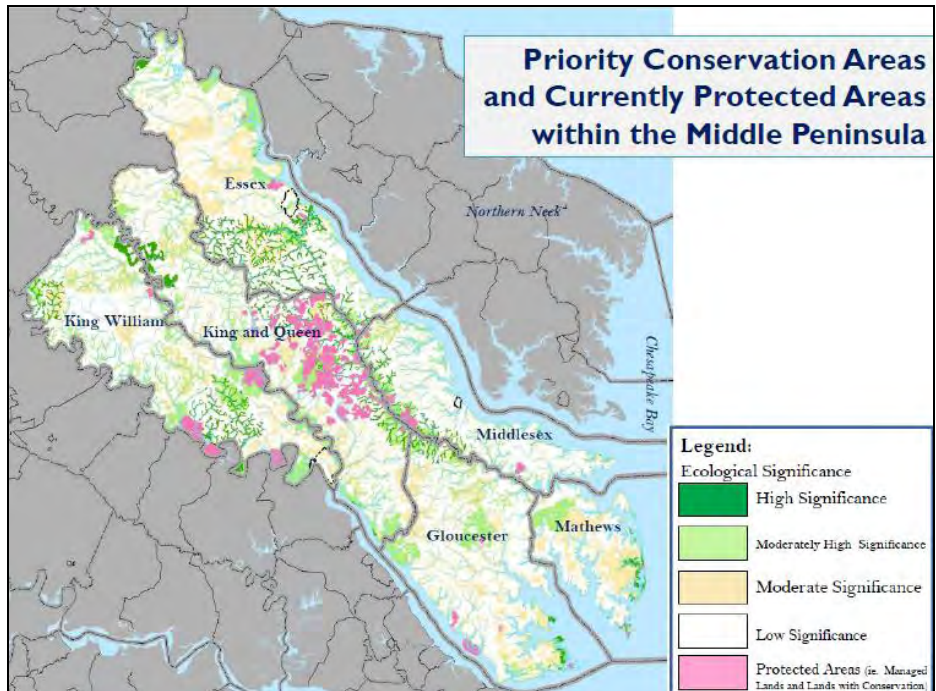 Priority Conservation Areas
and Currently Protected Areas
within the Middle Peninsula
Essex
Northern Neck
King William
King and Queen
Chesapeake Bay
Middlesex
Gloucester
Mathews
Legend:
Ecological Significance
High Significance
Moderately High Significance
Moderate Significance
Low Significance
Protected Areas (ie. Managed
Lands and Lands with Conservation)